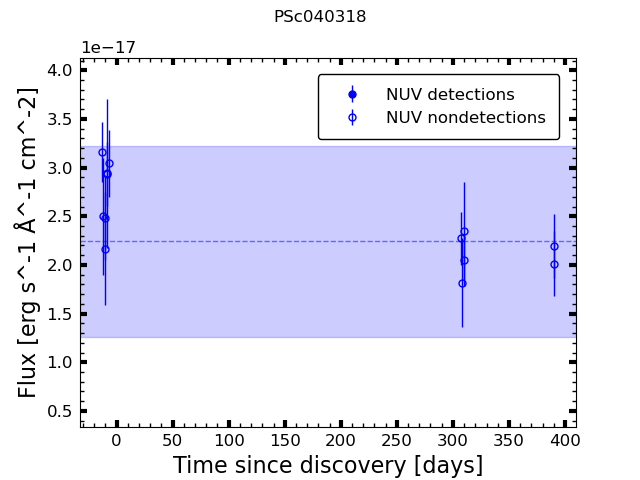 PSc040318
1e−17
4.0
3.5
3.0
2.5
2.0
1.5
1.0
0.5
Flux [erg s^-1 Å^-1 cm^-2]
NUV detections
NUV nondetections
0 50 100 150 200 250 300 350 400
Time since discovery [days]